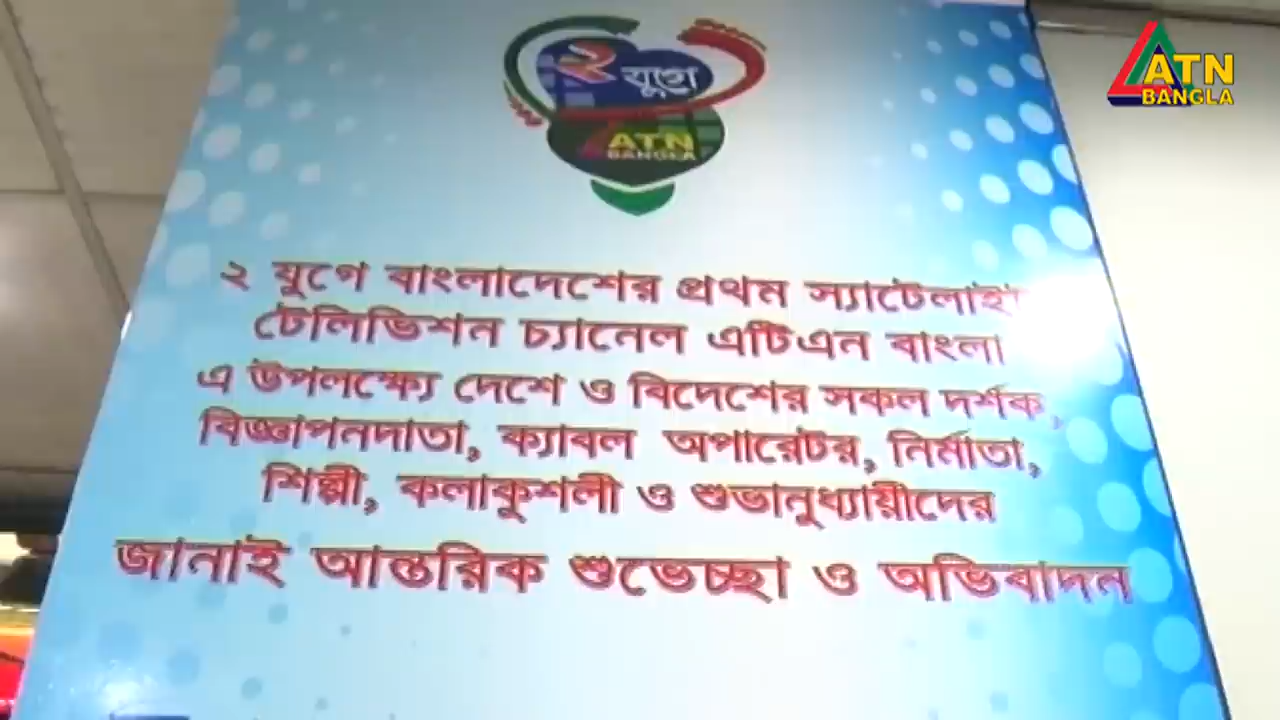 ATN
BANGLA
২ যুগে
ATN
BANGLA
২ যুগে বাংলাদেশের প্রথম স্যাটেলাইট
টেলিভিশন চ্যানেল এটিএন বাংলা
এ উপলক্ষ্যে দেশে ও বিদেশের সকল দর্শক,
বিজ্ঞাপনদাতা, ক্যাবল অপারেটর, নির্মাতা,
শিল্পী, কলাকুশলী ও শুভানুধ্যায়ীদের
জানাই আন্তরিক শুভেচ্ছা ও অভিবাদন